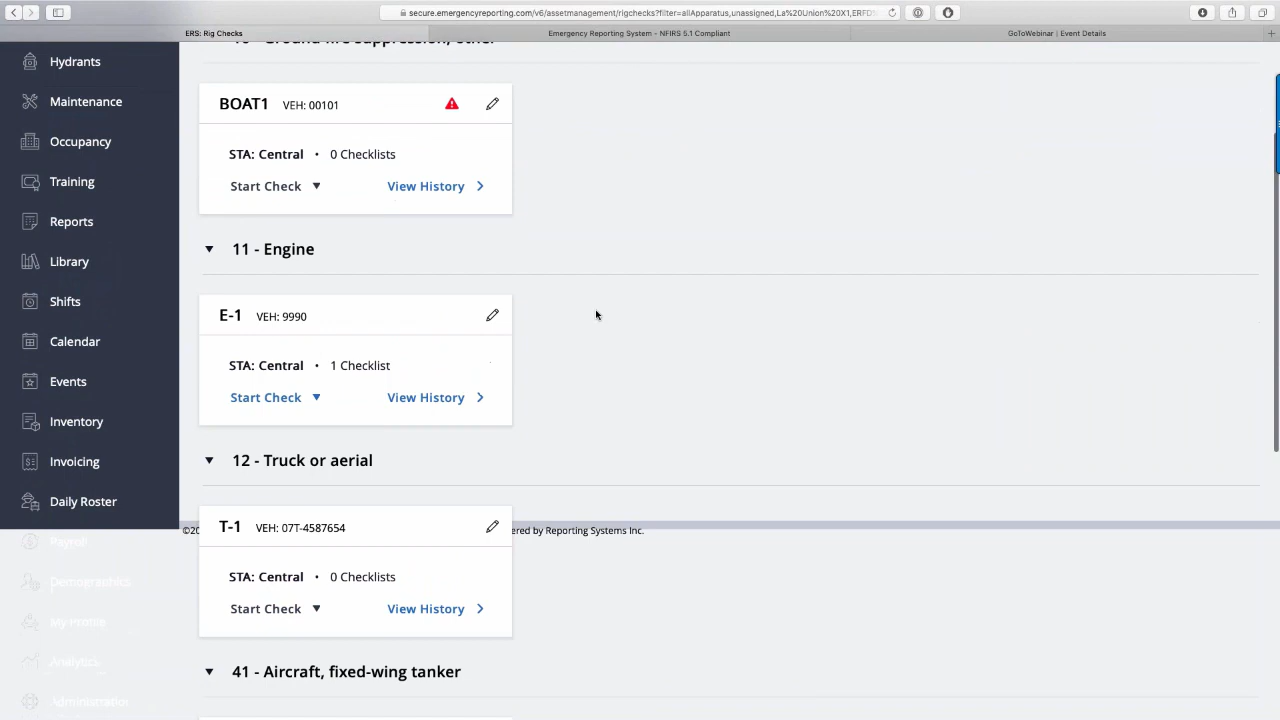 secure.emergencyreporting.com/v6/assetmanagement/rigchecks?filter=allApparatus,unassigned,La%20Union%20X1,ERFD%
ERS: Rig Checks
Emergency Reporting System - NFIRS 5.1 Compliant
GoToWebinar | Event Details
Hydrants
Maintenance
Occupancy
Training
Reports
Library
Shifts
Calendar
Events
Inventory
Invoicing
Daily Roster
Payroll
Demographics
My Profile
Analytics
Administration
10 - Ground fire suppression, other
BOAT1 VEH: 00101
STA: Central • 0 Checklists
Start Check View History
11 - Engine
E-1 VEH: 9990
STA: Central • 1 Checklist
Start Check View History
12 - Truck or aerial
T-1 VEH: 07T-4587654
©20
ered by Reporting Systems Inc.
STA: Central • 0 Checklists
Start Check View History
41 - Aircraft, fixed-wing tanker